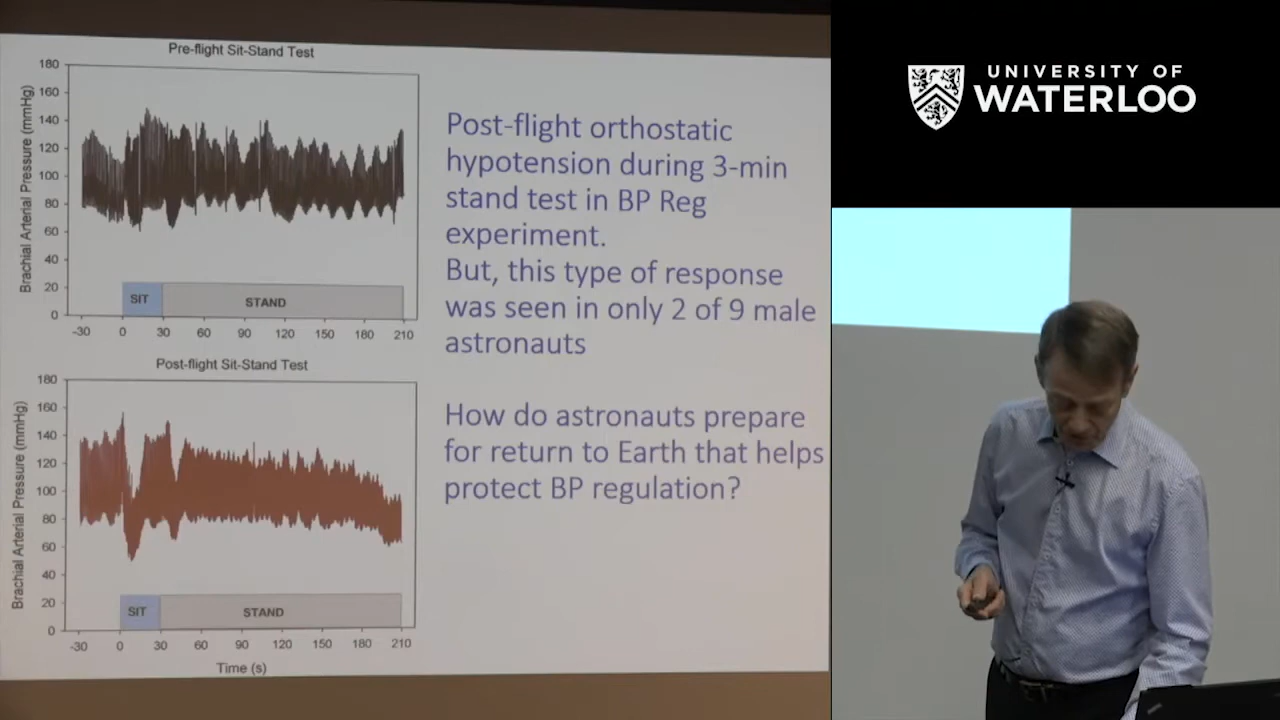 Pre-flight Sit-Stand Test
180
160
140
120
100
80
60
40
20
0
Brachial Arterial Pressure (mmHg)
SIT
STAND
-30 0 30 60 90 120 150 180 210
Post-flight Sit-Stand Test
180
160
140
120
100
80
60
40
20
0
Brachial Arterial Pressure (mmHg)
SIT
STAND
-30 0 30 60 90 120 150 180 210
Time (s)
Post-flight orthostatic
hypotension during 3-min
stand test in BP Reg
experiment.
But, this type of response
was seen in only 2 of 9 male
astronauts
How do astronauts prepare
for return to Earth that helps
protect BP regulation?
UNIVERSITY OF
WATERLOO